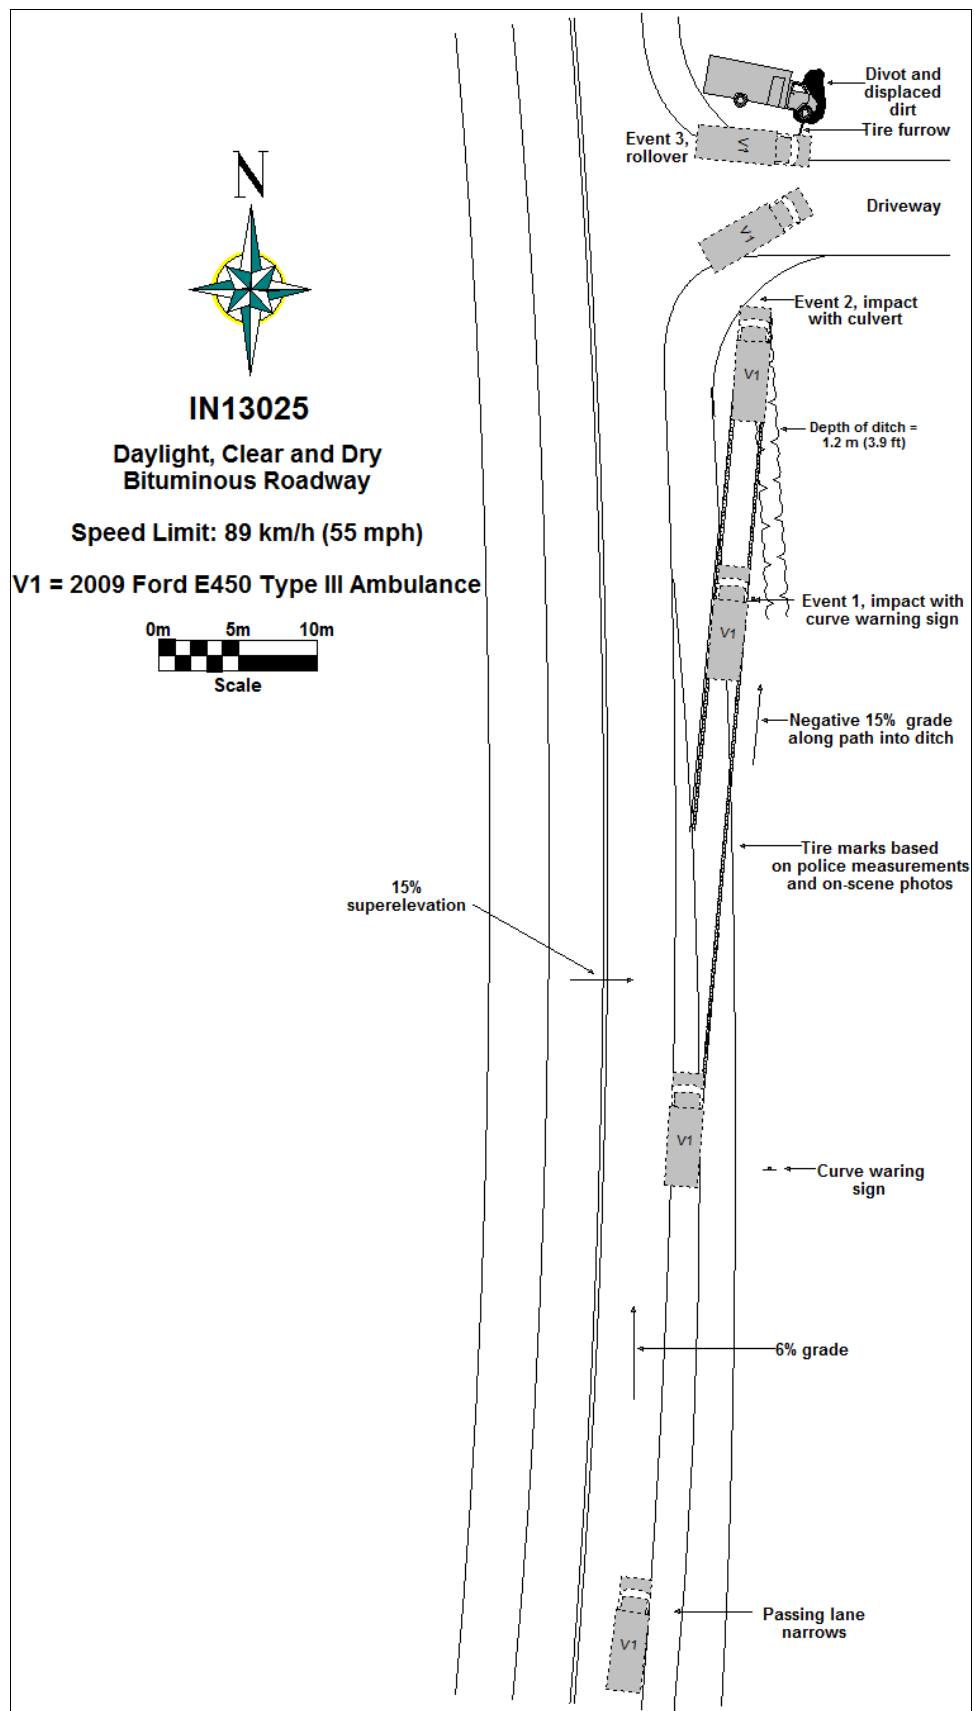 Divot and
displaced
dirt
Tire furrow
Event 3,
rollover
V1
N
Driveway
V1
Event 2, impact
with culvert
V1
IN13025
Depth of ditch =
1.2 m (3.9 ft)
Daylight, Clear and Dry
Bituminous Roadway
Speed Limit: 89 km/h (55 mph)
V1 = 2009 Ford E450 Type III Ambulance
Event 1, impact with
curve warning sign
V1
0m 5m 10m
Scale
Negative 15% grade
along path into ditch
Tire marks based
on police measurements
and on-scene photos
15%
superelevation
V1
Curve waring
sign
6% grade
Passing lane
narrows
V1